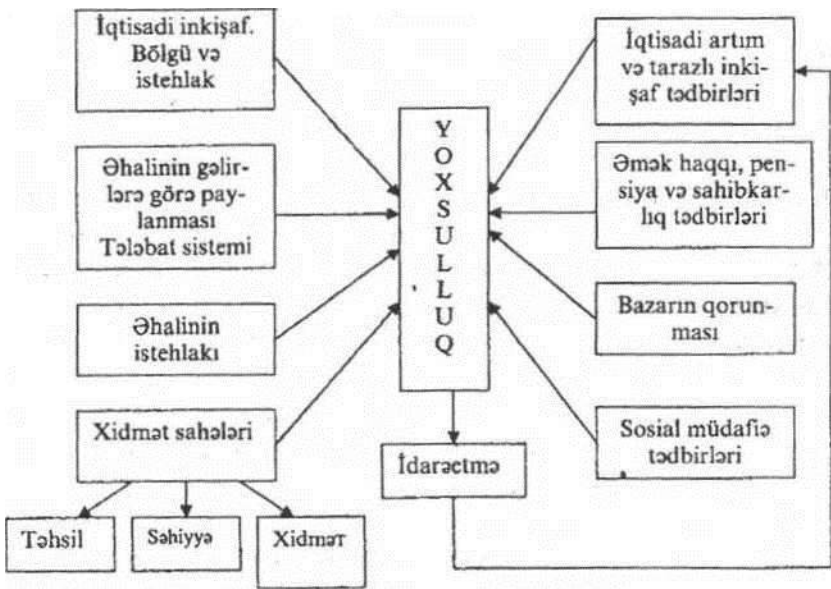 İqtisadi inkişaf.
Bölgü və
istehlak
Əhalinin gəlir-
lərə görə pay-
lanması
Tələbat sistemi
Əhalinin
istehlakı
Xidmət sahələri
Təhsil
Səhiyyə
Xidmət
Y
O
X
S
U
L
L
U
Q
İdarəetmə
İqtisadi artım
və tarazlı inki-
şaf tədbirləri
Əmək haqqı, pen-
siya və sahibkar-
lıq tədbirləri
Bazarın qorun-
ması
Sosial müdafiə
tədbirləri